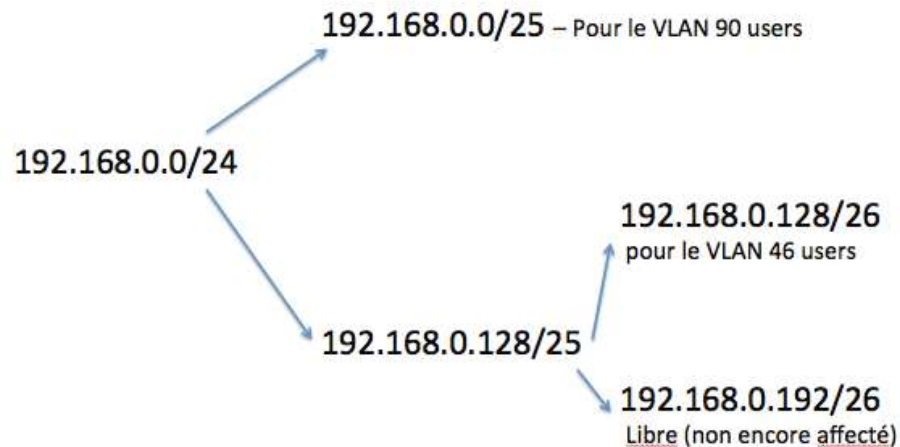 192.168.0.0/25 – Pour le VLAN 90 users
192.168.0.0/24
192.168.0.128/26
pour le VLAN 46 users
192.168.0.128/25
192.168.0.192/26
Libre (non encore affecté)